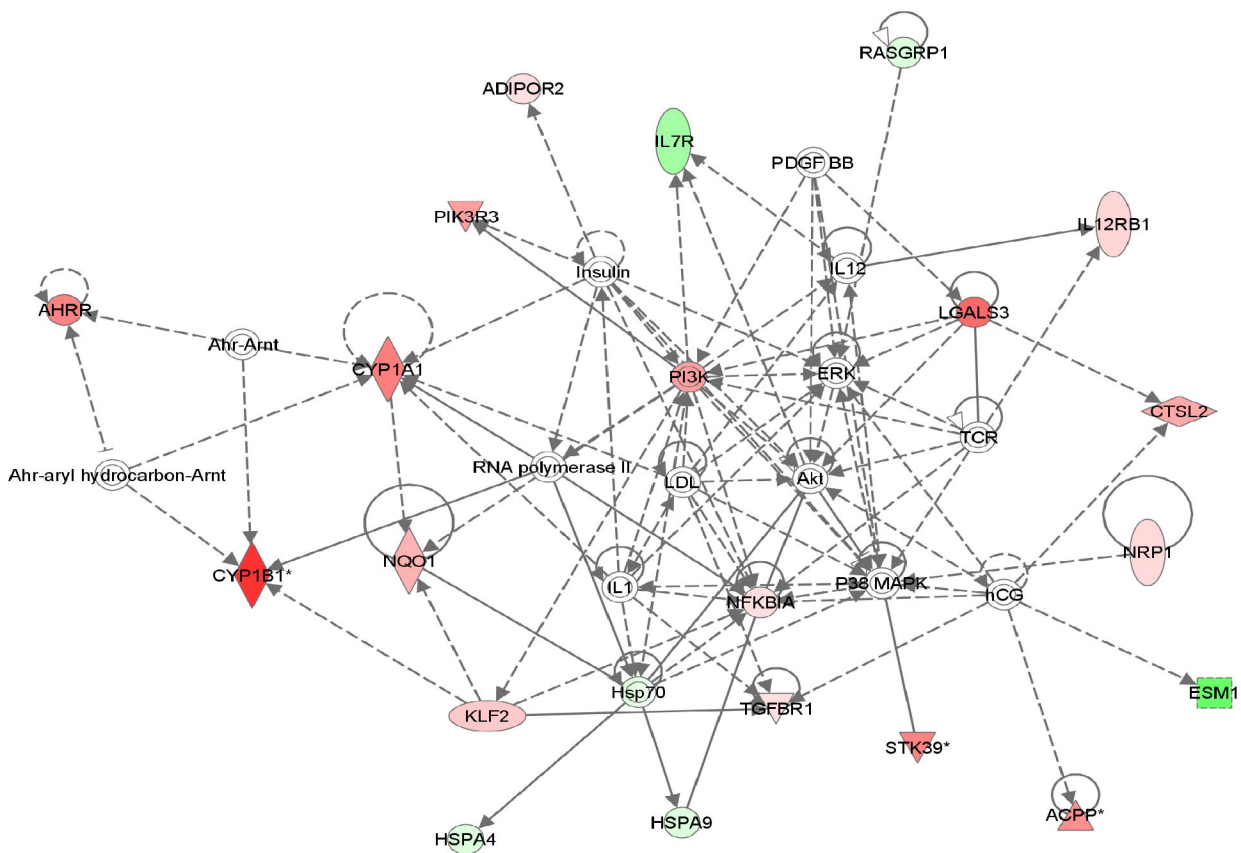 RASGRP1
ADIPOR2
IL7R
PDGF BB
PIK3R3
IL12RB1
Insulin
IL12
AHRR
LGALS3
Ahr-Arnt
CYP1A1
PI3K
ERK
CTSL2
TCR
Ahr-aryl hydrocarbon-Arnt
RNA polymerase II
LDL
Akt
NRP1
CYP1B1*
NQO1
IL1
NFKBIA
P38 MAPK
hCG
Hsp70
ESM1
KLF2
TGFBR1
STK39*
ACPP*
HSPA4
HSPA9